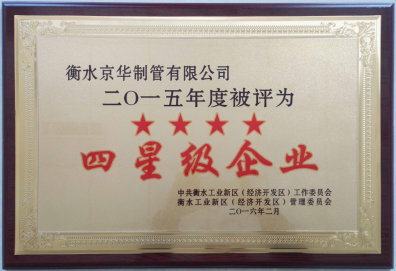 衡水京华制管有限公司
二〇一五年度被评为
★★★★
四星级企业
中共衡水工业新区（经济开发区）工作委员会
衡水工业新区（经济开发区）管理委员会
二〇一六年二月